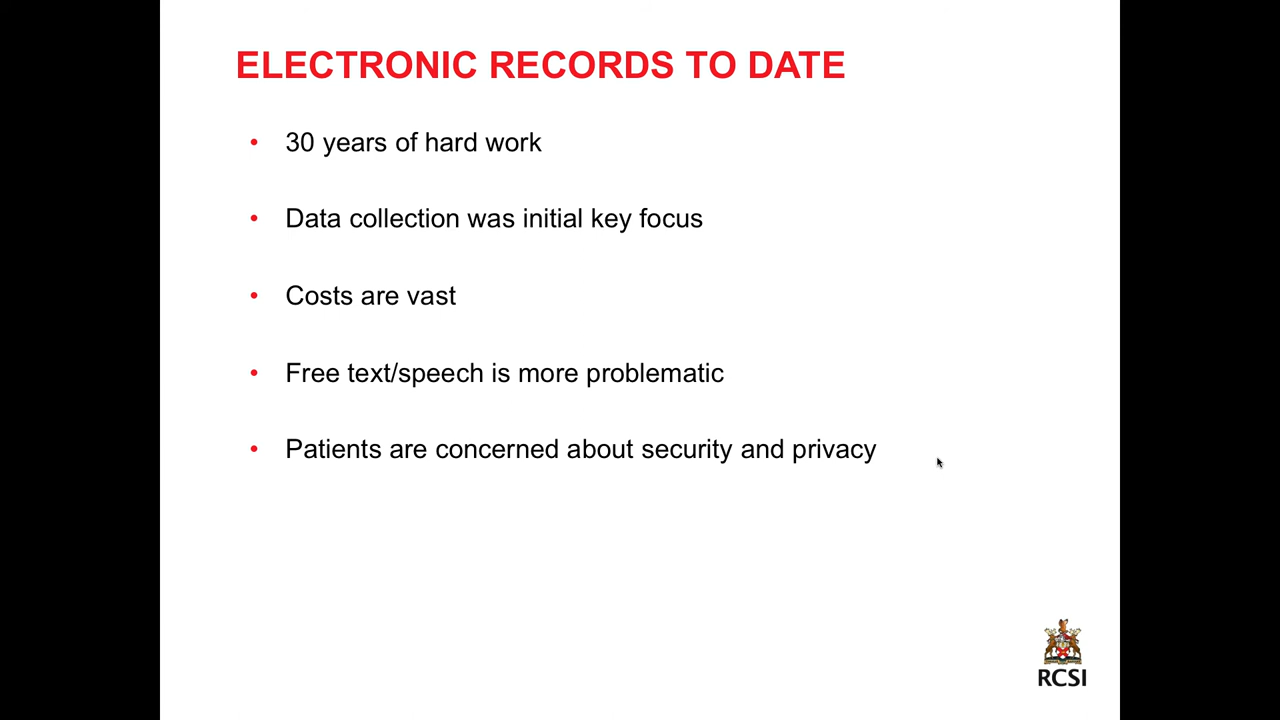 ELECTRONIC RECORDS TO DATE
• 30 years of hard work
• Data collection was initial key focus
• Costs are vast
• Free text/speech is more problematic
• Patients are concerned about security and privacy
RCSI